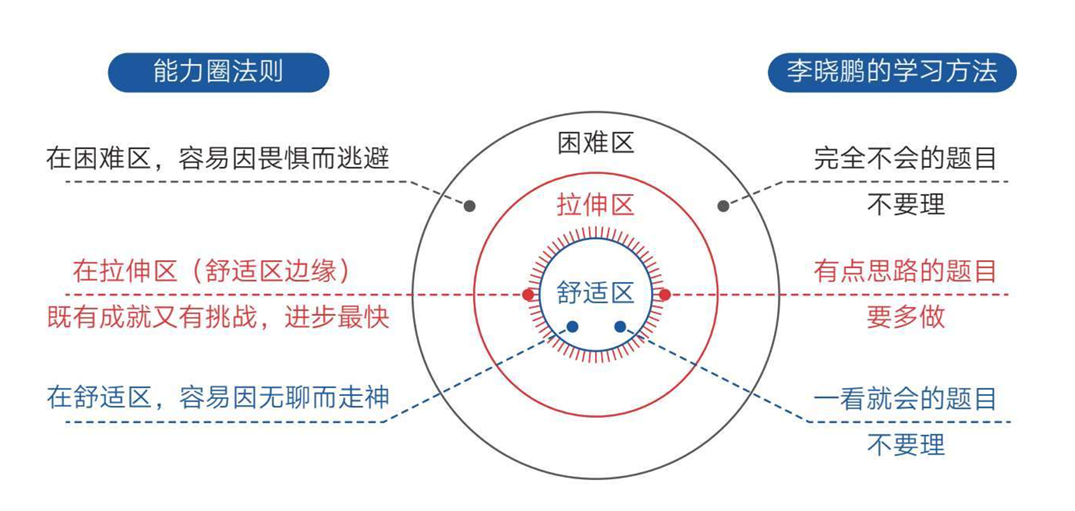 能力圈法则
李晓鹏的学习方法
困难区
在困难区，容易因畏惧而逃避
完全不会的题目
不要理
拉伸区
在拉伸区（舒适区边缘）
既有成就又有挑战，进步最快
有点思路的题目
要多做
舒适区
在舒适区，容易因无聊而走神
一看就会的题目
不要理